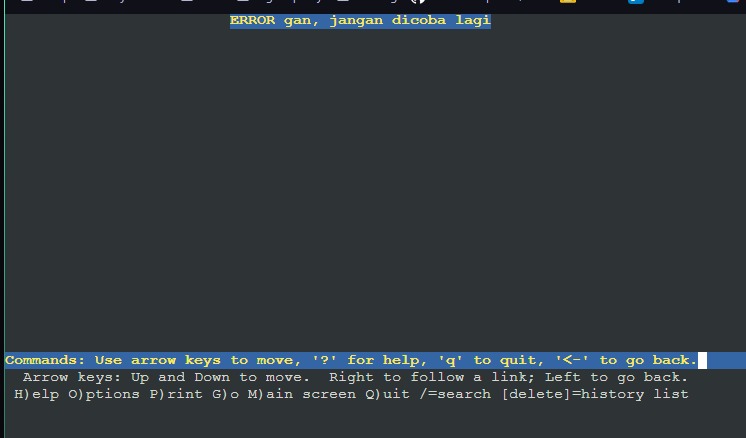 ERROR gan, jangan dicoba lagi
Commands: Use arrow keys to move, '?' for help, 'q' to quit, '<-' to go back.
Arrow keys: Up and Down to move.  Right to follow a link; Left to go back.
H)elp O)ptions P)rint G)o M)ain screen Q)uit /=search [delete]=history list